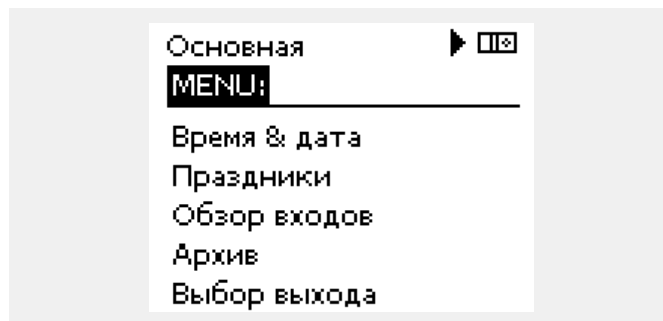 Основная
MENU:
Время & дата
Праздники
Обзор входов
Архив
Выбор выхода